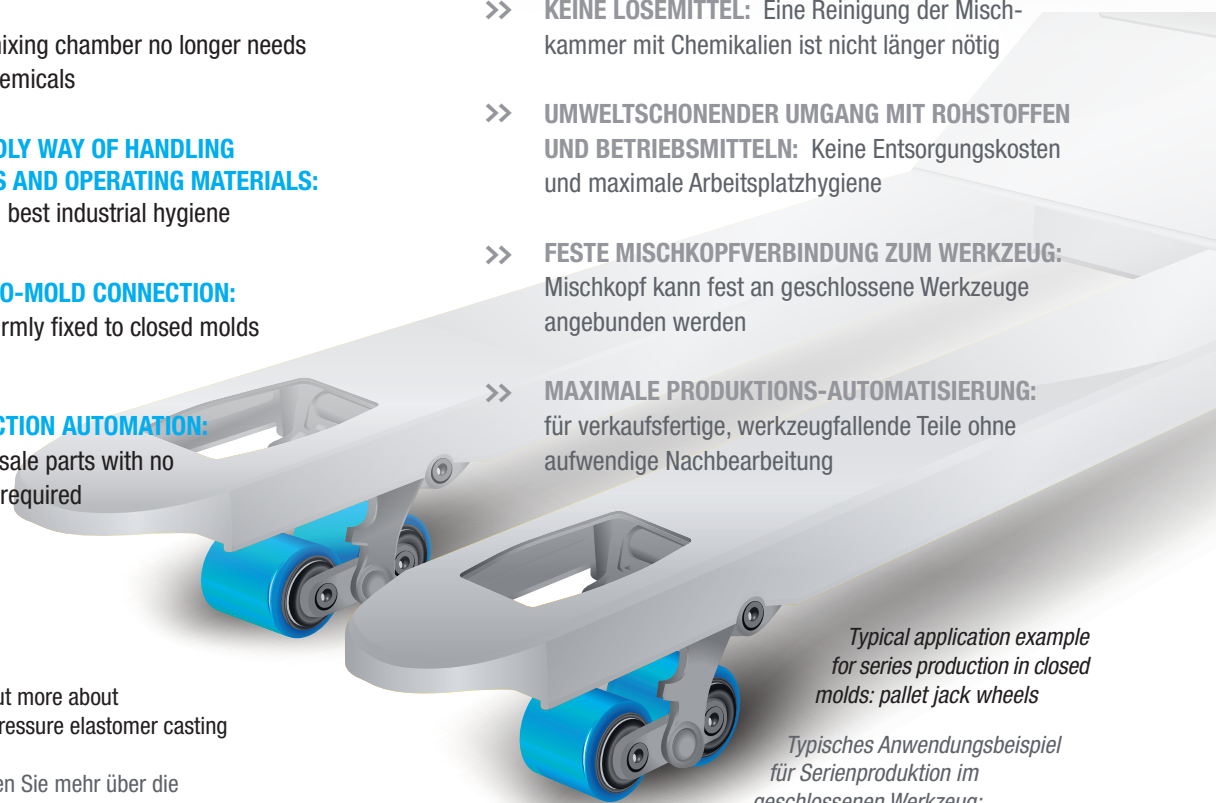 ixing chamber no longer needs
emicals
DLY WAY OF HANDLING
S AND OPERATING MATERIALS:
best industrial hygiene
O-MOLD CONNECTION:
rmly fixed to closed molds
CTION AUTOMATION:
sale parts with no
required
ut more about
ressure elastomer casting
en Sie mehr über die
>> KEINE LÖSEMITTEL: Eine Reinigung der Misch-
kammer mit Chemikalien ist nicht länger nötig
>> UMWELTSCHONENDER UMGANG MIT ROHSTOFFEN
UND BETRIEBSMITTELN: Keine Entsorgungskosten
und maximale Arbeitsplatzhygiene
>> FESTE MISCHKOPFVERBINDUNG ZUM WERKZEUG:
Mischkopf kann fest an geschlossene Werkzeuge
angebunden werden
>> MAXIMALE PRODUKTIONS-AUTOMATISIERUNG:
für verkaufsfertige, werkzeugfallende Teile ohne
aufwendige Nachbearbeitung
Typical application example
for series production in closed
molds: pallet jack wheels
Typisches Anwendungsbeispiel
für Serienproduktion im
geschlossenen Werkzeug: